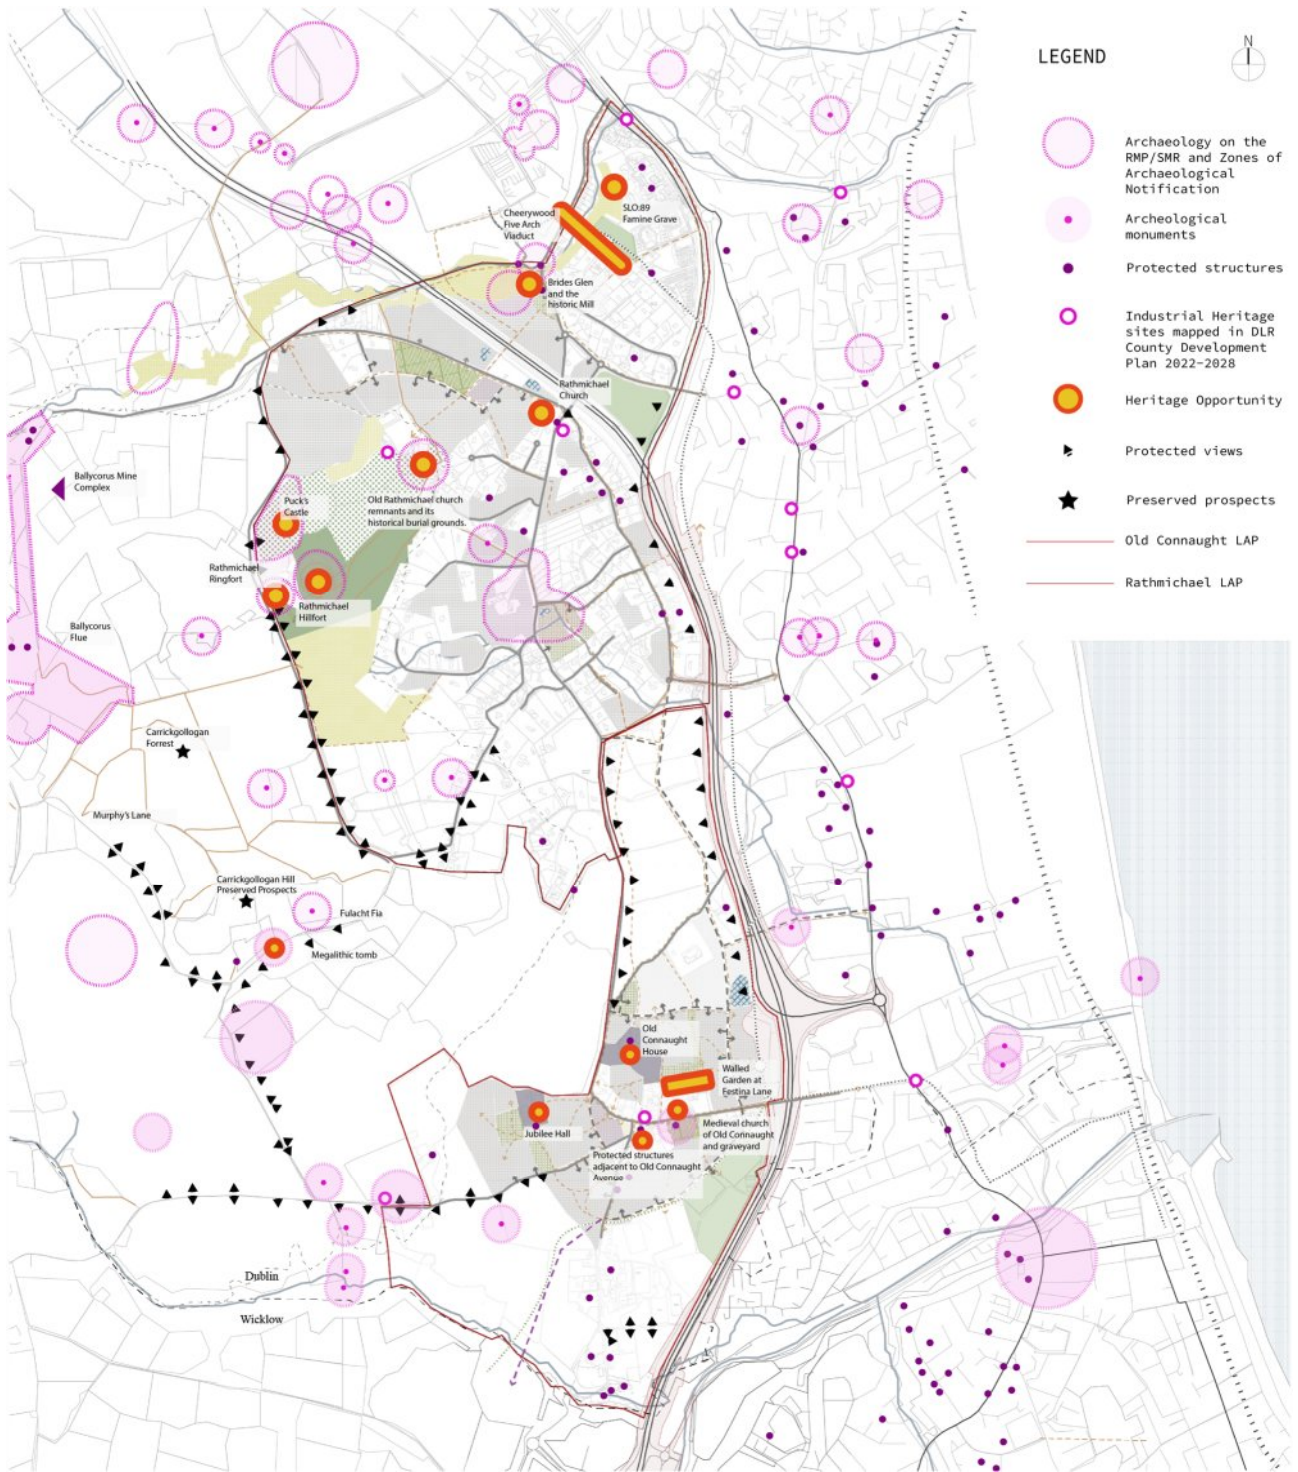 LEGEND
N
Archaeology on the
RMP/SMR and Zones of
Archaeological
Notification
Archeological
monuments
Protected structures
Industrial Heritage
sites mapped in DLR
County Development
Plan 2022-2028
Heritage Opportunity
Protected views
Preserved prospects
Old Connaught LAP
Rathmichael LAP
SLO:89
Famine Grave
Cheerywood
Five Arch
Viaduct
Brides Glen
and the
historic Mill
Rathmichael
Church
Ballycorus Mine
Complex
Puck's
Castle
Old Rathmichael church
remnants and its
historical burial grounds.
Rathmichael
Ringfort
Rathmichael
Hillfort
Ballycorus
Flue
Carrickgollogan
Forrest
Murphy's Lane
Carrickgollogan Hill
Preserved Prospects
Fulacht Fia
Megalithic tomb
Old
Connaught
House
Walled
Garden at
Festina Lane
Jubilee Hall
Medieval church
of Old Connaught
and graveyard
Protected structures
adjacent to Old Connaught
Avenue
Dublin
Wicklow